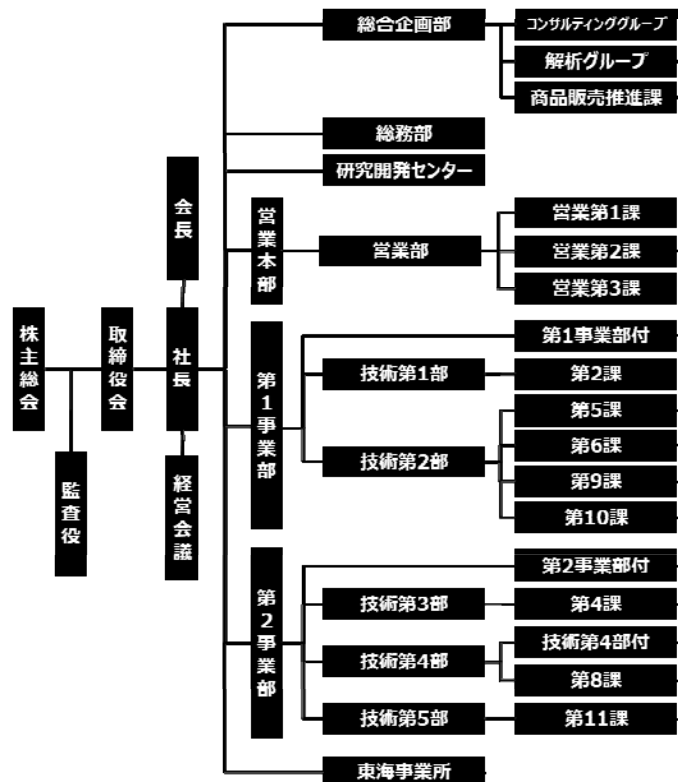 株主総会
監査役
取締役会
会長
社長
経営会議
総合企画部
コンサルティンググループ
解析グループ
商品販売推進課
総務部
研究開発センター
営業本部
営業部
営業第1課
営業第2課
営業第3課
第1事業部
第1事業部付
技術第1部
第2課
技術第2部
第5課
第6課
第9課
第10課
第2事業部
第2事業部付
技術第3部
第4課
技術第4部
技術第4部付
第8課
技術第5部
第11課
東海事業所